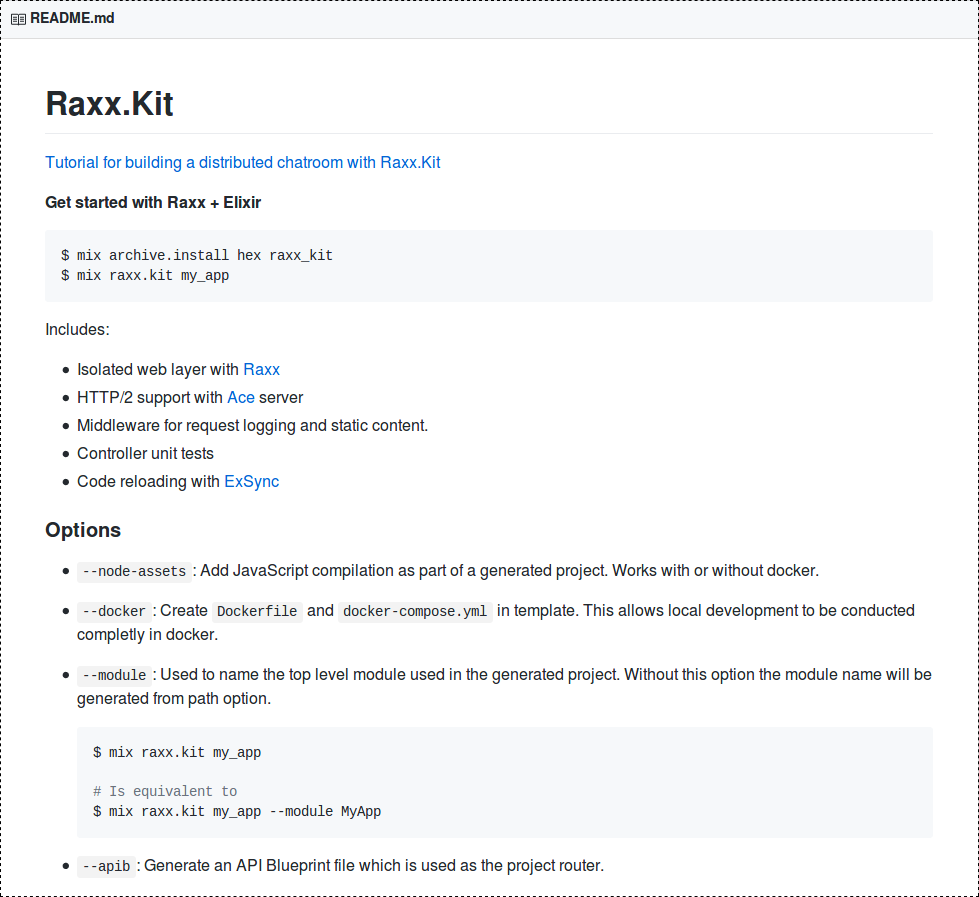 README.md
Raxx.Kit
Tutorial for building a distributed chatroom with Raxx.Kit
Get started with Raxx + Elixir
$ mix archive.install hex raxx_kit
$ mix raxx.kit my_app
Includes:
Isolated web layer with Raxx
HTTP/2 support with Ace server
Middleware for request logging and static content.
Controller unit tests
Code reloading with ExSync
Options
--node-assets : Add JavaScript compilation as part of a generated project. Works with or without docker.
--docker : Create Dockerfile and docker-compose.yml in template. This allows local development to be conducted
completly in docker.
--module : Used to name the top level module used in the generated project. Without this option the module name will be
generated from path option.
$ mix raxx.kit my_app
# Is equivalent to
$ mix raxx.kit my_app --module MyApp
--apib : Generate an API Blueprint file which is used as the project router.